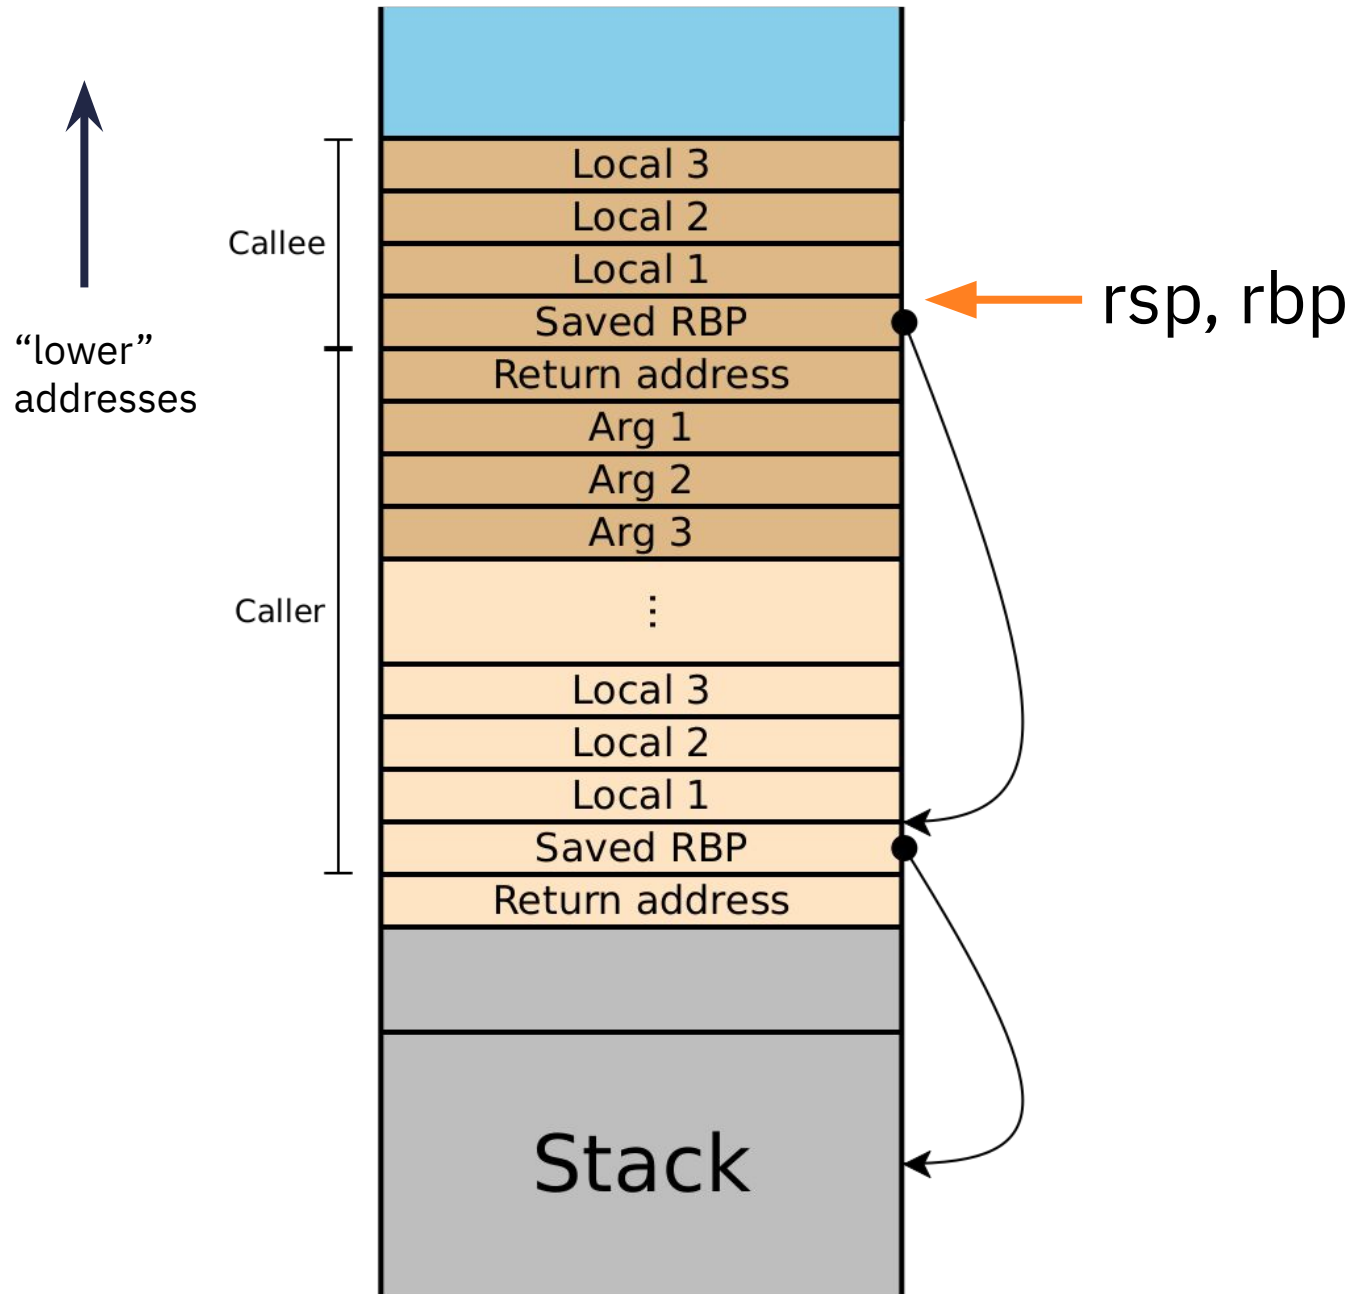 Local 3
Local 2
Callee
Local 1
rsp, rbp
Saved RBP
“lower”
addresses
Return address
Arg 1
Arg 2
Arg 3
Caller
⋮
Local 3
Local 2
Local 1
Saved RBP
Return address
Stack